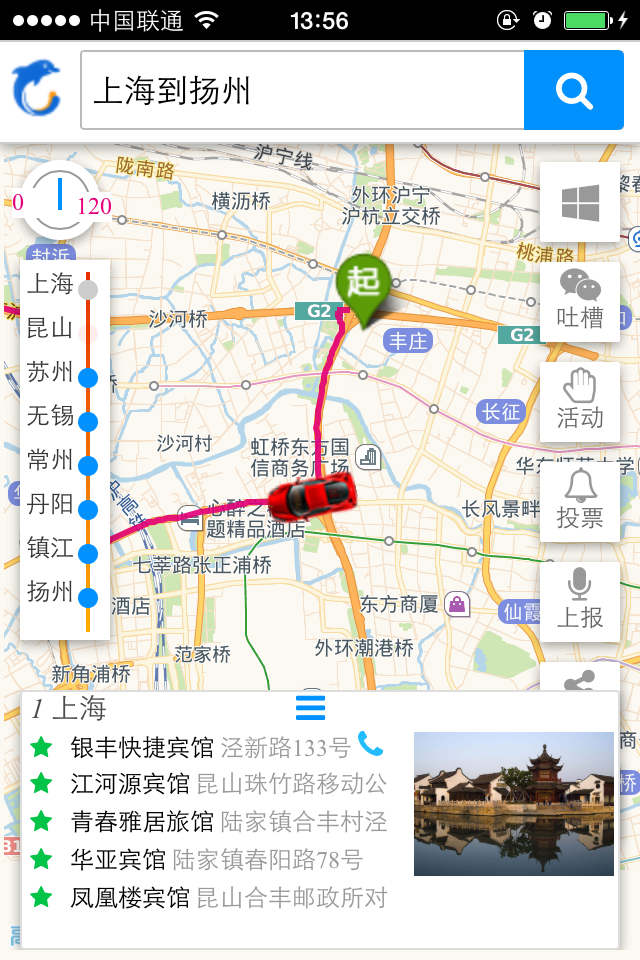 中国联通
13:56
上海到扬州
0
120
陇南路
沪宁线
横沥桥
外环沪宁
沪杭立交桥
桃浦路
封浜
起
G2
G2
沙河桥
丰庄
长征
上海
昆山
苏州
无锡
常州
丹阳
镇江
扬州
吐槽
活动
投票
上报
沙河村
虹桥东方国
信商务广场
题精品酒店
长风景畔
七莘路张正浦桥
酒店
东方商厦
仙霞
范家桥
外环潮港桥
新角浦桥
1 上海
银丰快捷宾馆 泾新路133号
江河源宾馆 昆山珠竹路移动公
青春雅居旅馆 陆家镇合丰村泾
华亚宾馆 陆家镇春阳路78号
凤凰楼宾馆 昆山合丰邮政所对